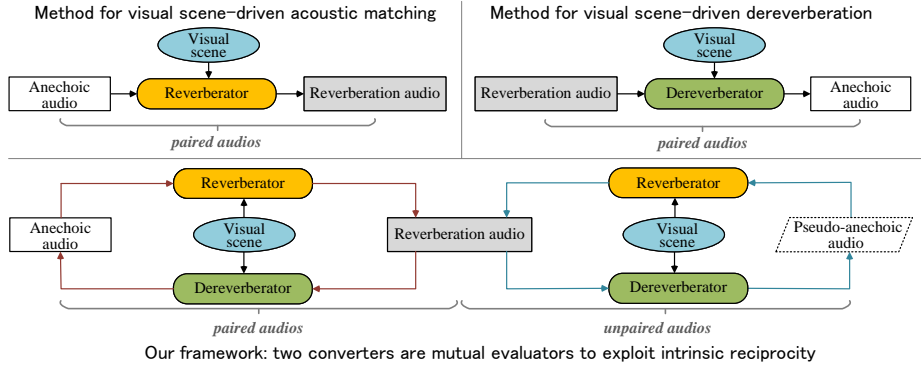 Method for visual scene-driven acoustic matching
Visual
scene
Anechoic
audio
Reverberator
Reverberation audio
paired audios
Method for visual scene-driven dereverberation
Visual
scene
Reverberation audio
Dereverberator
Anechoic
audio
paired audios
Reverberator
Anechoic
audio
Visual
scene
Reverberation audio
Dereverberator
paired audios
Reverberator
Visual
scene
Pseudo-anechoic
audio
Dereverberator
unpaired audios
Our framework: two converters are mutual evaluators to exploit intrinsic reciprocity